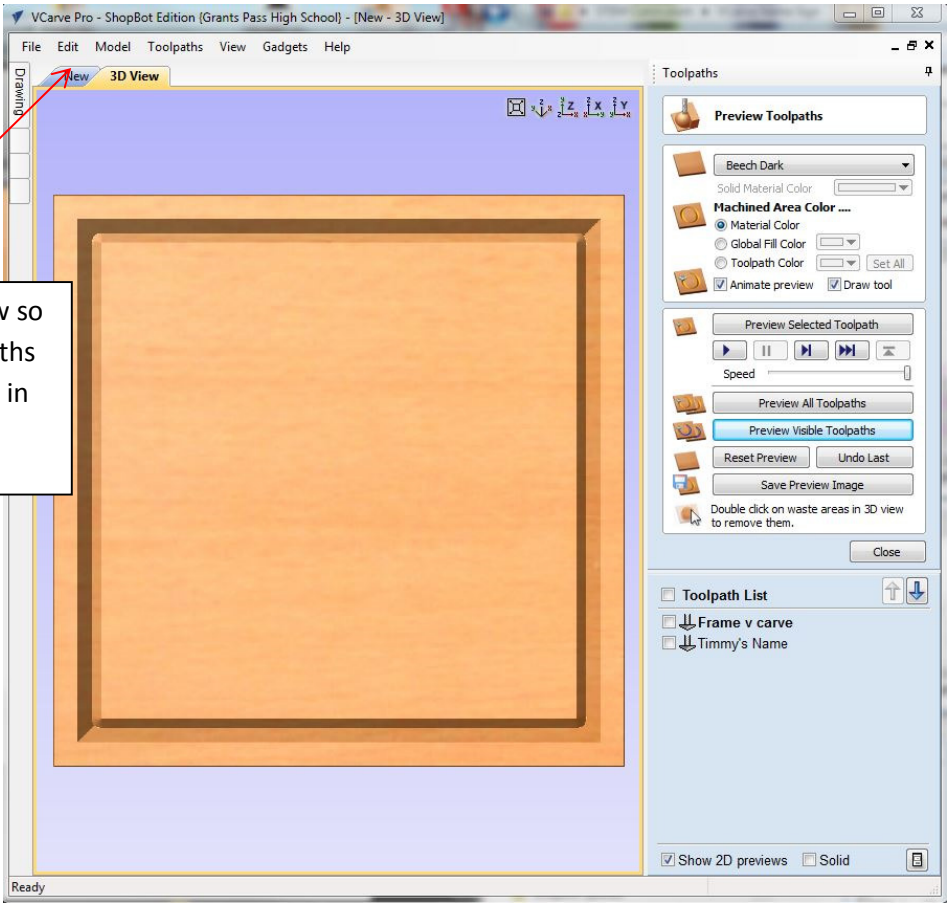 VCarve Pro - ShopBot Edition {Grants Pass High School} - [New - 3D View]
File Edit Model Toolpaths View Gadgets Help
Drawing
New 3D View
Toolpaths
Preview Toolpaths
Beech Dark
Solid Material Color
Machined Area Color ....
Material Color
Global Fill Color
Toolpath Color Set All
Animate preview Draw tool
so
in
Preview Selected Toolpath
Speed
Preview All Toolpaths
Preview Visible Toolpaths
Reset Preview Undo Last
Save Preview Image
Double click on waste areas in 3D view
to remove them.
Close
Toolpath List
Frame v carve
Timmy's Name
Show 2D previews Solid
Ready